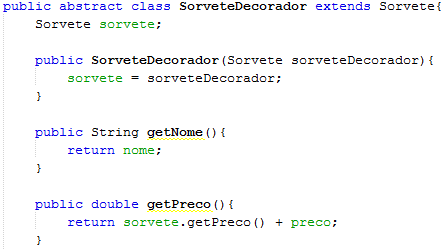 public abstract class SorveteDecorador extends Sorvete{
Sorvete sorvete;
public SorveteDecorador(Sorvete sorveteDecorador){
sorvete = sorveteDecorador;
}
public String getNome(){
return nome;
}
public double getPreco(){
return sorvete.getPreco() + preco;
}